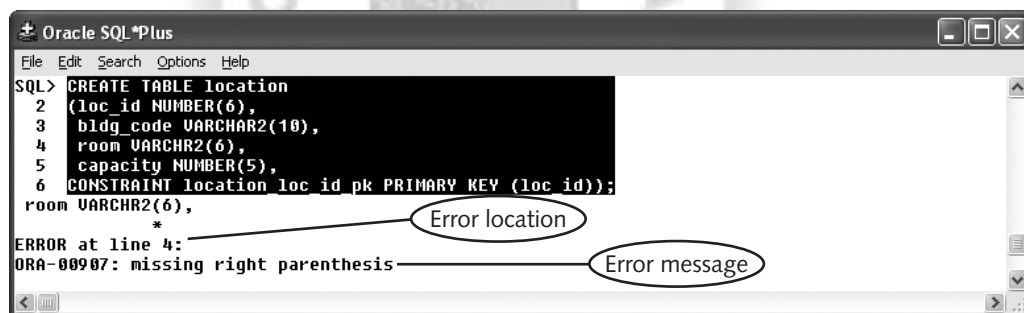 Oracle SQL*Plus
File Edit Search Options Help
SQL> CREATE TABLE location
2 (loc_id NUMBER(6),
3 bldg_code VARCHAR2(10),
4 room VARCHR2(6),
5 capacity NUMBER(5),
6 CONSTRAINT location_loc_id_pk PRIMARY KEY (loc_id));
room VARCHR2(6),
*
Error location
ERROR at line 4:
ORA-00907: missing right parenthesis
Error message